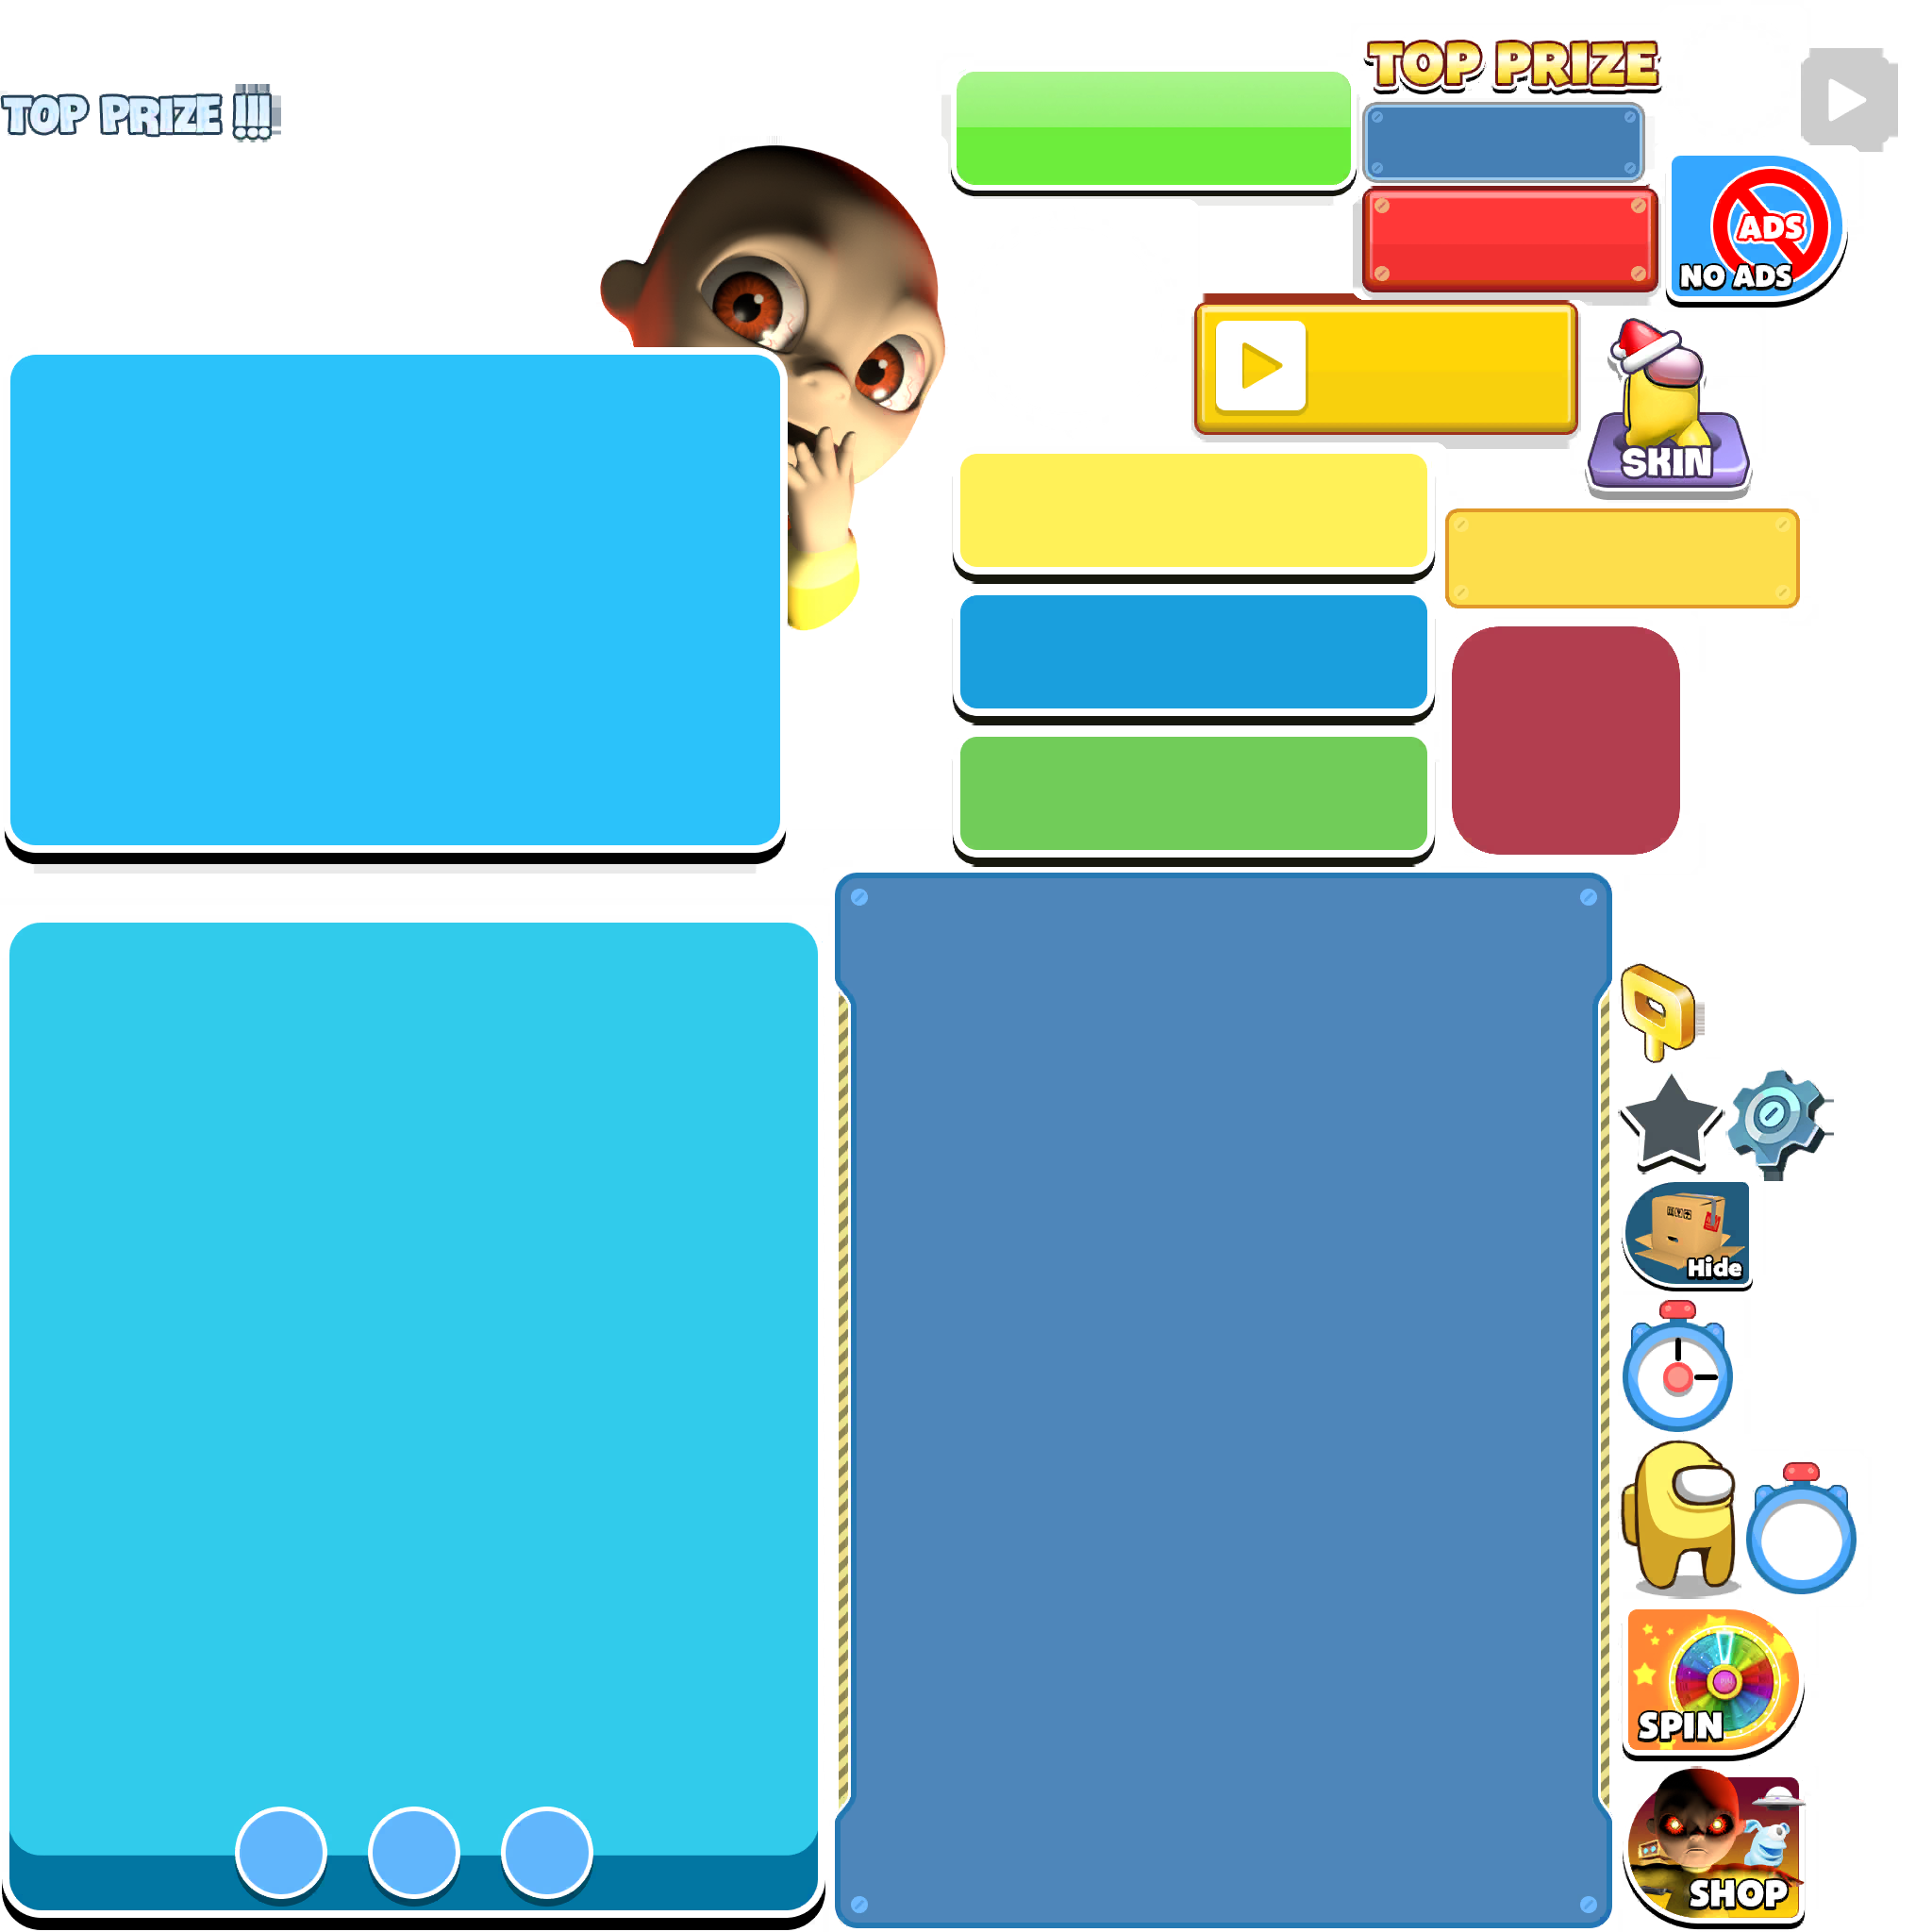 TOP PRIZE
TOP PRIZE !!!
ADS
NO ADS
SKIN
Hide
SPIN
SHOP